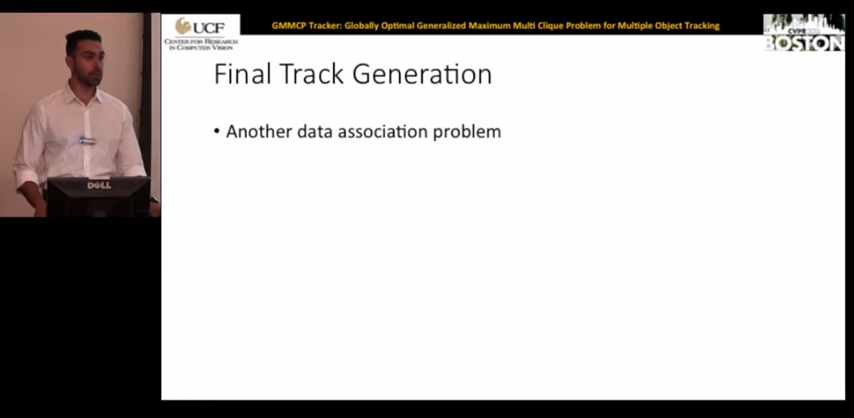 UCF
CENTER FOR RESEARCH
IN COMPUTER VISION
GMMCP Tracker: Globally Optimal Generalized Maximum Multi Clique Problem for Multiple Object Tracking
CVPR
BOSTON
Final Track Generation
• Another data association problem
DELL